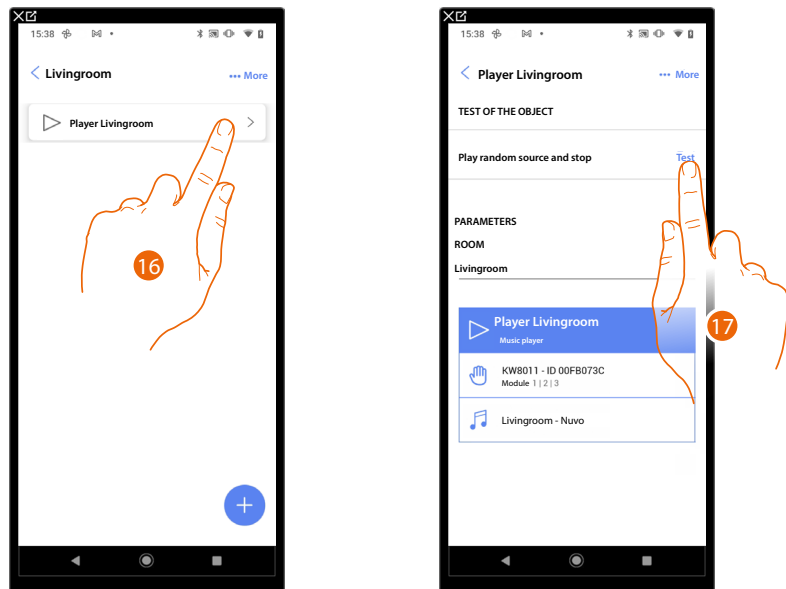 15:38
Livingroom
••• More
Player Livingroom
16
15:38
Player Livingroom
••• More
TEST OF THE OBJECT
Play random source and stop Test
PARAMETERS
ROOM
Livingroom
17
Player Livingroom
Music player
KW8011 - ID 00FB073C
Module 1 | 2 | 3
Livingroom - Nuvo